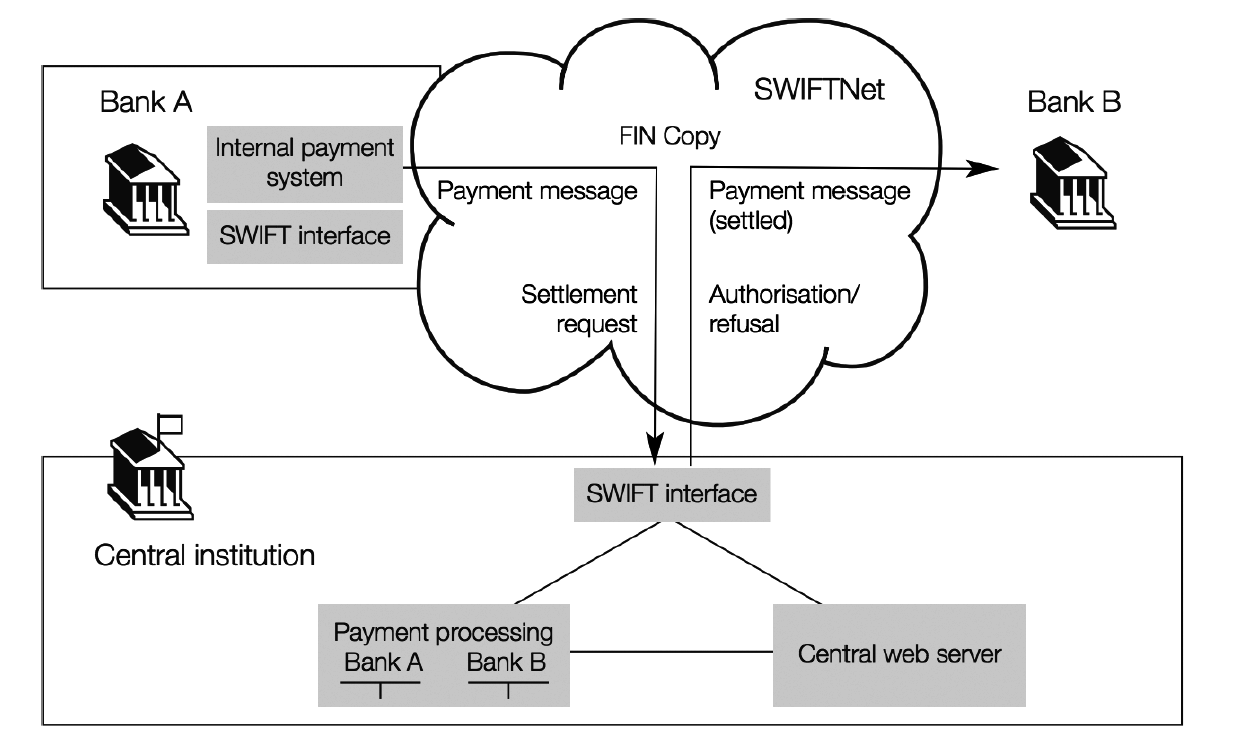 Bank A
Internal payment
system
SWIFT interface
SWIFTNet
FIN Copy
Payment message
Payment message
(settled)
Settlement
request
Authorisation/
refusal
Bank B
Central institution
SWIFT interface
Payment processing
Bank A Bank B
Central web server